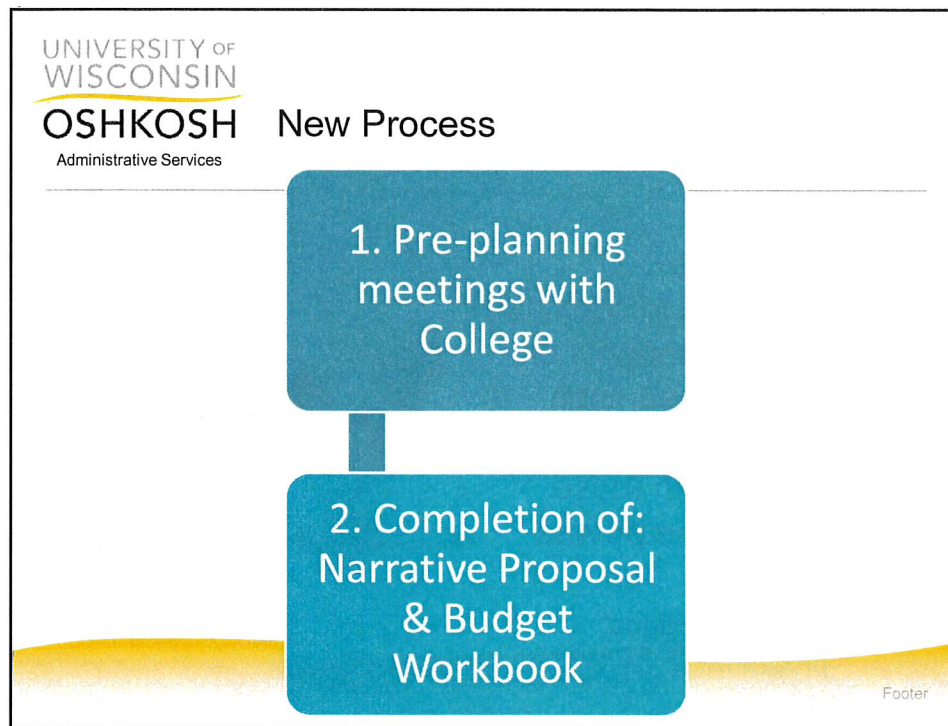 UNIVERSITY OF
WISCONSIN
OSHKOSH
Administrative Services
New Process
1. Pre-planning
meetings with
College
2. Completion of:
Narrative Proposal
& Budget
Workbook
Footer